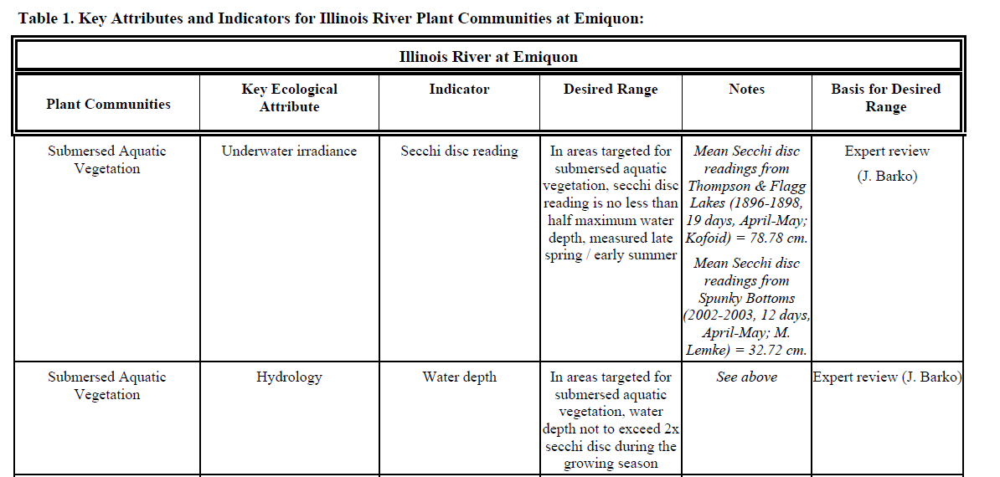 Table 1. Key Attributes and Indicators for Illinois River Plant Communities at Emiquon:
Illinois River at Emiquon
Plant Communities
Key Ecological
Attribute
Indicator
Desired Range
Notes
Basis for Desired
Range
Submersed Aquatic
Vegetation
Underwater irradiance
Secchi disc reading
In areas targeted for
submersed aquatic
vegetation, secchi disc
reading is no less than
half maximum water
depth, measured late
spring / early summer
Mean Secchi disc
readings from
Thompson & Flagg
Lakes (1896-1898,
19 days, April-May;
Kofoid) = 78.78 cm.
Mean Secchi disc
readings from
Spunky Bottoms
(2002-2003, 12 days,
April-May; M.
Lemke) = 32.72 cm.
Expert review
(J. Barko)
Submersed Aquatic
Vegetation
Hydrology
Water depth
In areas targeted for
submersed aquatic
vegetation, water
depth not to exceed 2x
secchi disc during the
growing season
See above
Expert review (J. Barko)